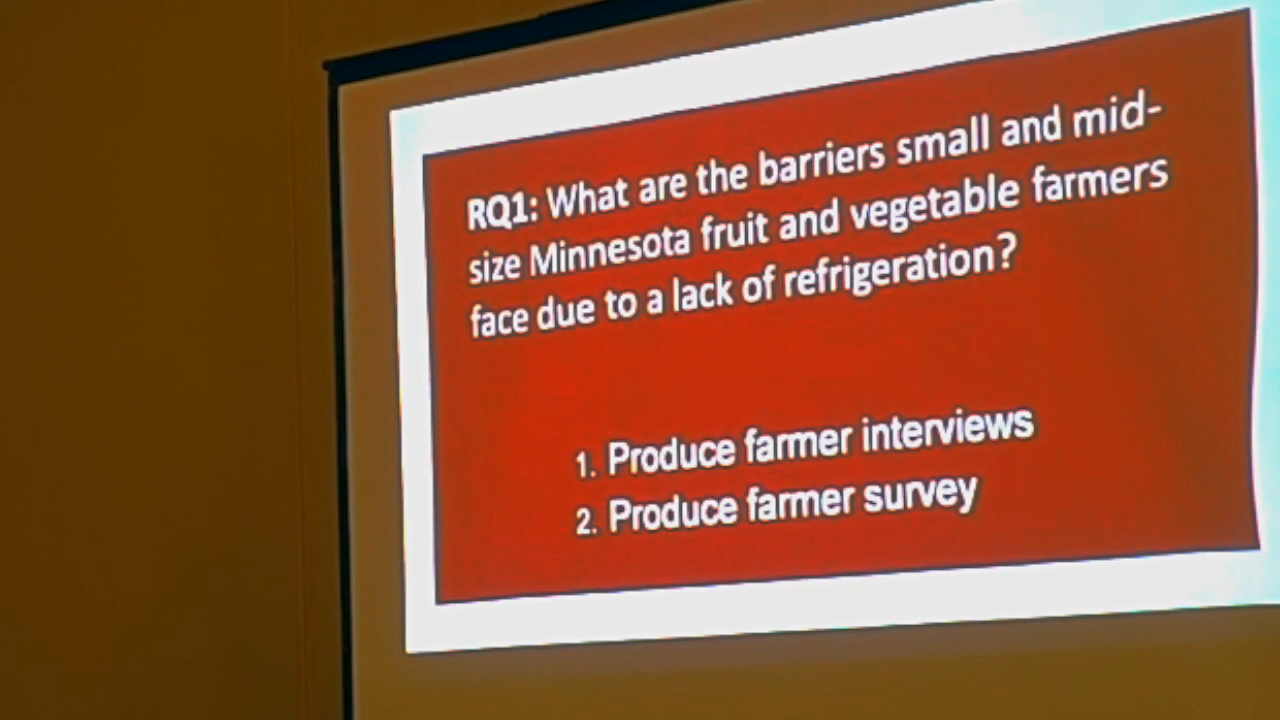 RQ1: What are the barriers small and mid-
size Minnesota fruit and vegetable farmers
face due to a lack of refrigeration?
1. Produce farmer interviews
2. Produce farmer survey